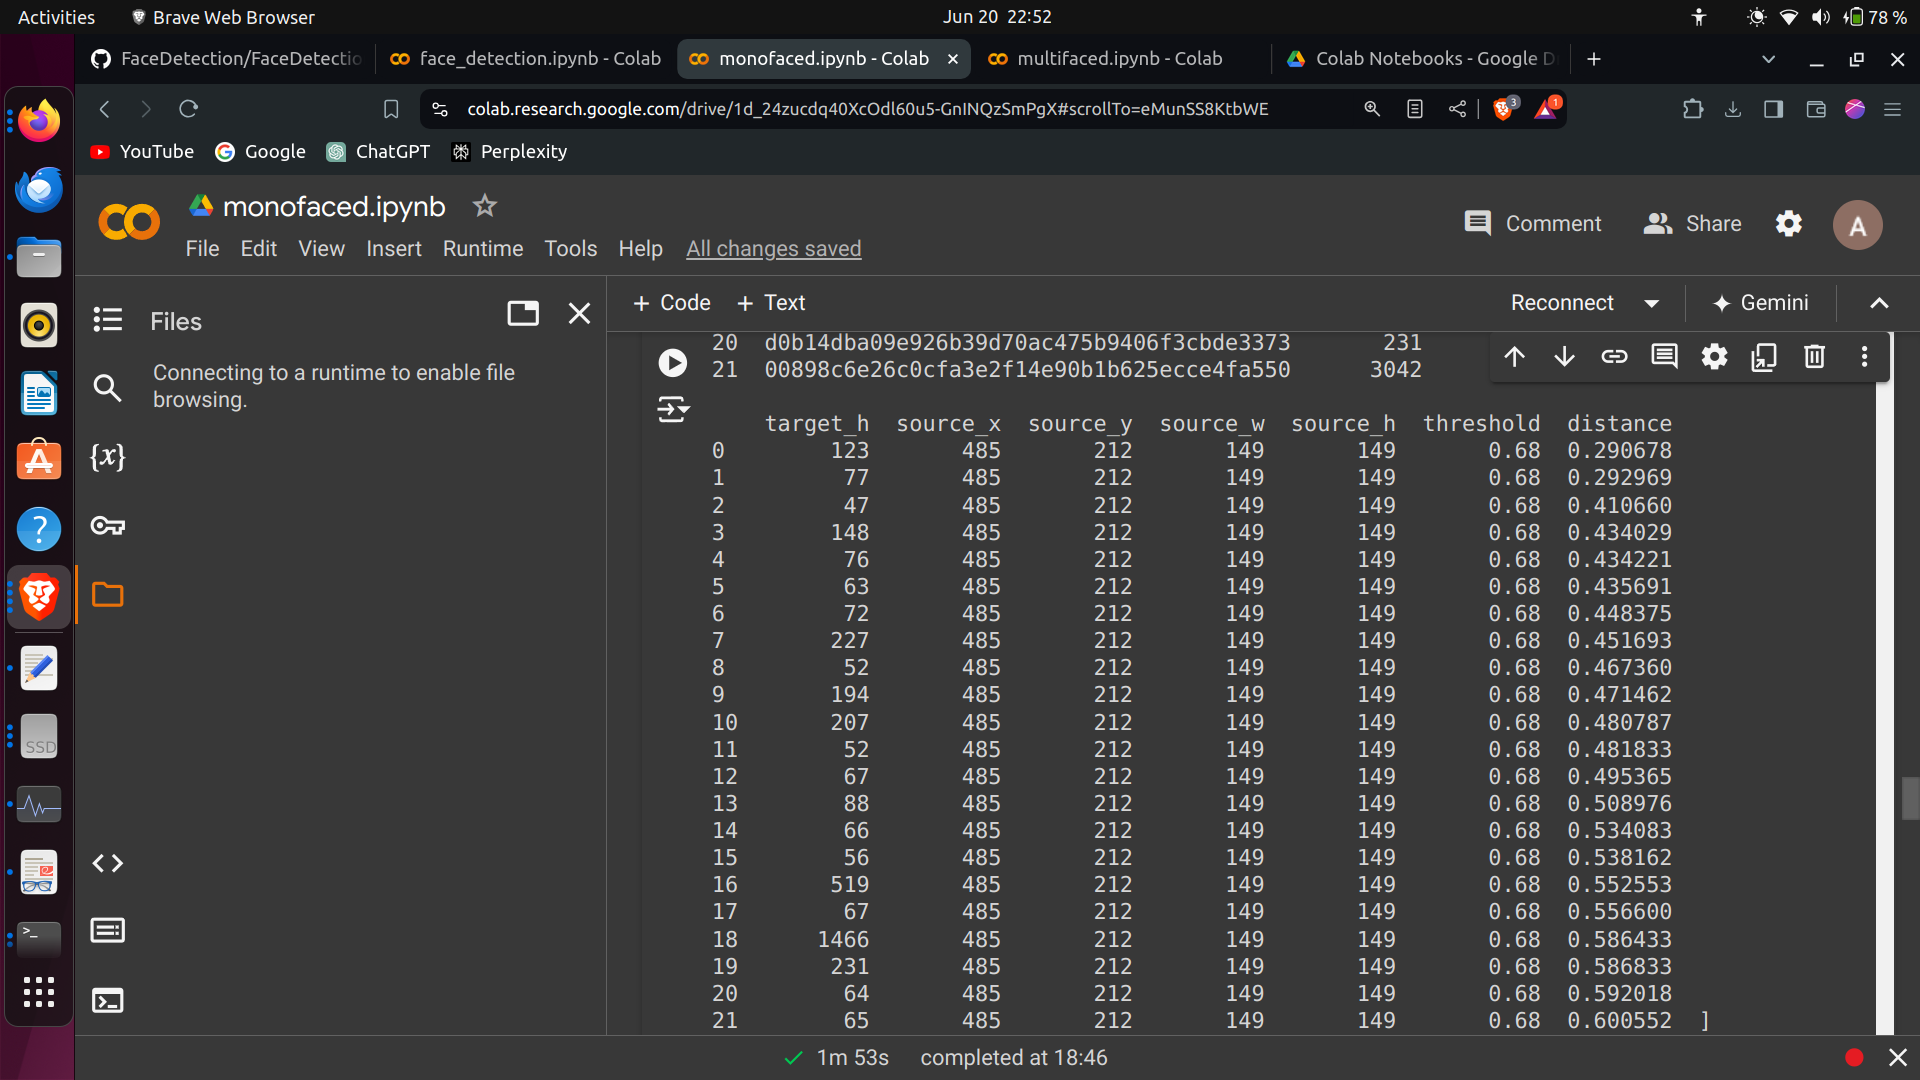 Activities Brave Web Browser Jun 20 22:52 78 %
FaceDetection/FaceDetectio face_detection.ipynb - Colab monofaced.ipynb - Colab multifaced.ipynb - Colab Colab Notebooks - Google D
colab.research.google.com/drive/1d_24zucdq40XcOdl60u5-GnINQzSmPgX#scrollTo=eMunSS8KtbWE 3 1
YouTube Google ChatGPT Perplexity
monofaced.ipynb
Comment Share A
File Edit View Insert Runtime Tools Help All changes saved
Files
+ Code + Text Reconnect Gemini
Connecting to a runtime to enable file
browsing.
{x}
SSD
20 d0b14dba09e926b39d70ac475b9406f3cbde3373 231
21 00898c6e26c0cfa3e2f14e90b1b625ecce4fa550 3042
target_h source_x source_y source_w source_h threshold distance
0 123 485 212 149 149 0.68 0.290678
1 77 485 212 149 149 0.68 0.292969
2 47 485 212 149 149 0.68 0.410660
3 148 485 212 149 149 0.68 0.434029
4 76 485 212 149 149 0.68 0.434221
5 63 485 212 149 149 0.68 0.435691
6 72 485 212 149 149 0.68 0.448375
7 227 485 212 149 149 0.68 0.451693
8 52 485 212 149 149 0.68 0.467360
9 194 485 212 149 149 0.68 0.471462
10 207 485 212 149 149 0.68 0.480787
11 52 485 212 149 149 0.68 0.481833
12 67 485 212 149 149 0.68 0.495365
13 88 485 212 149 149 0.68 0.508976
14 66 485 212 149 149 0.68 0.534083
15 56 485 212 149 149 0.68 0.538162
16 519 485 212 149 149 0.68 0.552553
17 67 485 212 149 149 0.68 0.556600
18 1466 485 212 149 149 0.68 0.586433
19 231 485 212 149 149 0.68 0.586833
20 64 485 212 149 149 0.68 0.592018
21 65 485 212 149 149 0.68 0.600552 ]
1m 53s completed at 18:46